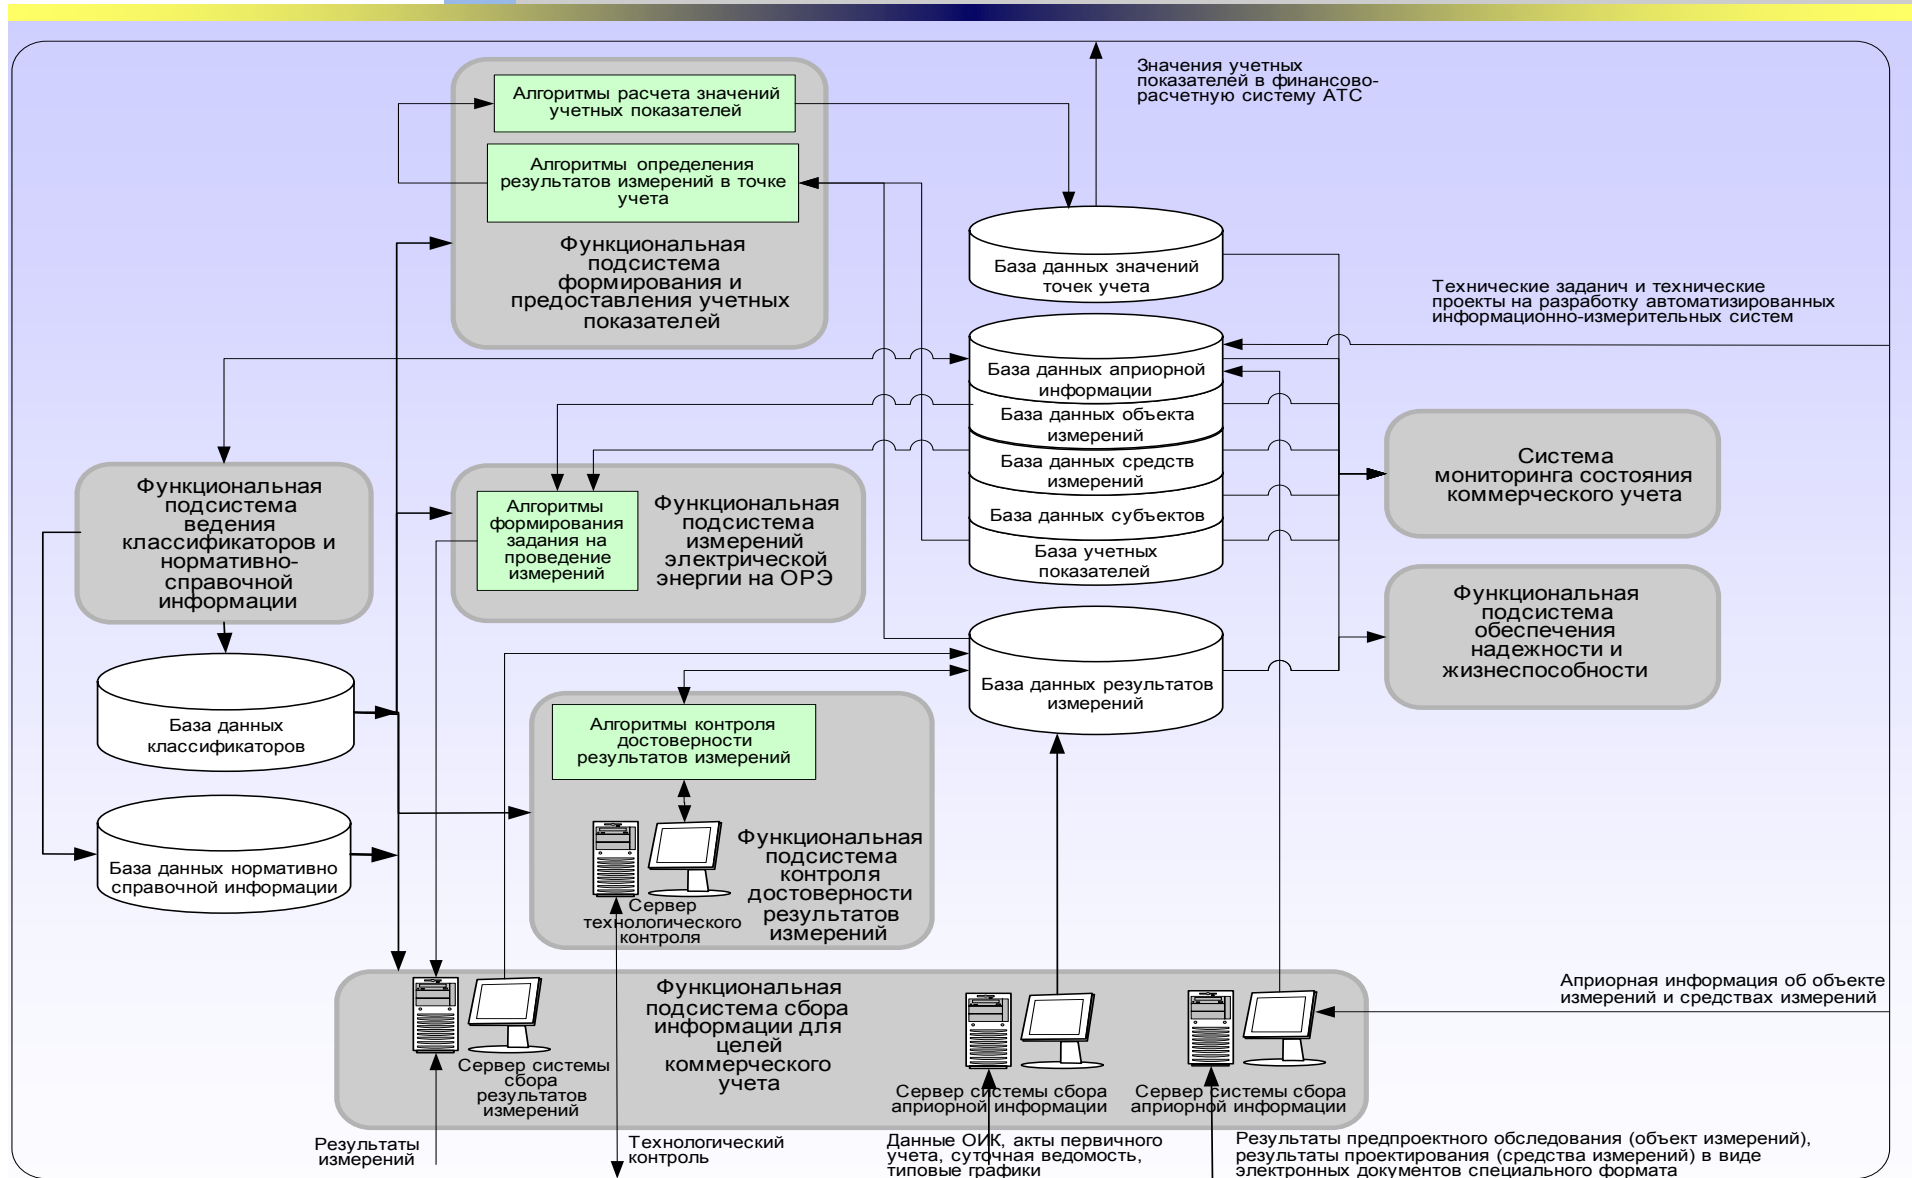 Значения учетных
показателей в финансово-
расчетную систему АТС
Алгоритмы расчета значений
учетных показателей
Алгоритмы определения
результатов измерений в точке
учета
Функциональная
подсистема
формирования и
предоставления учетных
показателей
База данных значений
точек учета
Технические заданич и технические
проекты на разработку автоматизированных
информационно-измерительных систем
База данных априорной
информации
База данных объекта
измерений
База данных средств
измерений
База данных субъектов
База учетных
показателей
Система
мониторинга состояния
коммерческого учета
Функциональная
подсистема
ведения
классификаторов и
нормативно-
справочной
информации
Алгоритмы
формирования
задания на
проведение
измерений
Функциональная
подсистема
измерений
электрической
энергии на ОРЭ
Функциональная
подсистема
обеспечения
надежности и
жизнеспособности
База данных результатов
измерений
База данных
классификаторов
Алгоритмы контроля
достоверности
результатов измерений
База данных нормативно
справочной информации
Функциональная
подсистема
контроля
достоверности
результатов
измерений
Сервер
технологического
контроля
Функциональная
подсистема сбора
информации для
целей
коммерческого
учета
Априорная информация об объекте
измерений и средствах измерений
Сервер системы
сбора
результатов
измерений
Сервер системы сбора
априорной информации
Сервер системы сбора
априорной информации
Результаты
измерений
Технологический
контроль
Данные ОИК, акты первичного
учета, суточная ведомость,
типовые графики
Результаты предпроектного обследования (объект измерений),
результаты проектирования (средства измерений) в виде
электронных документов специального формата